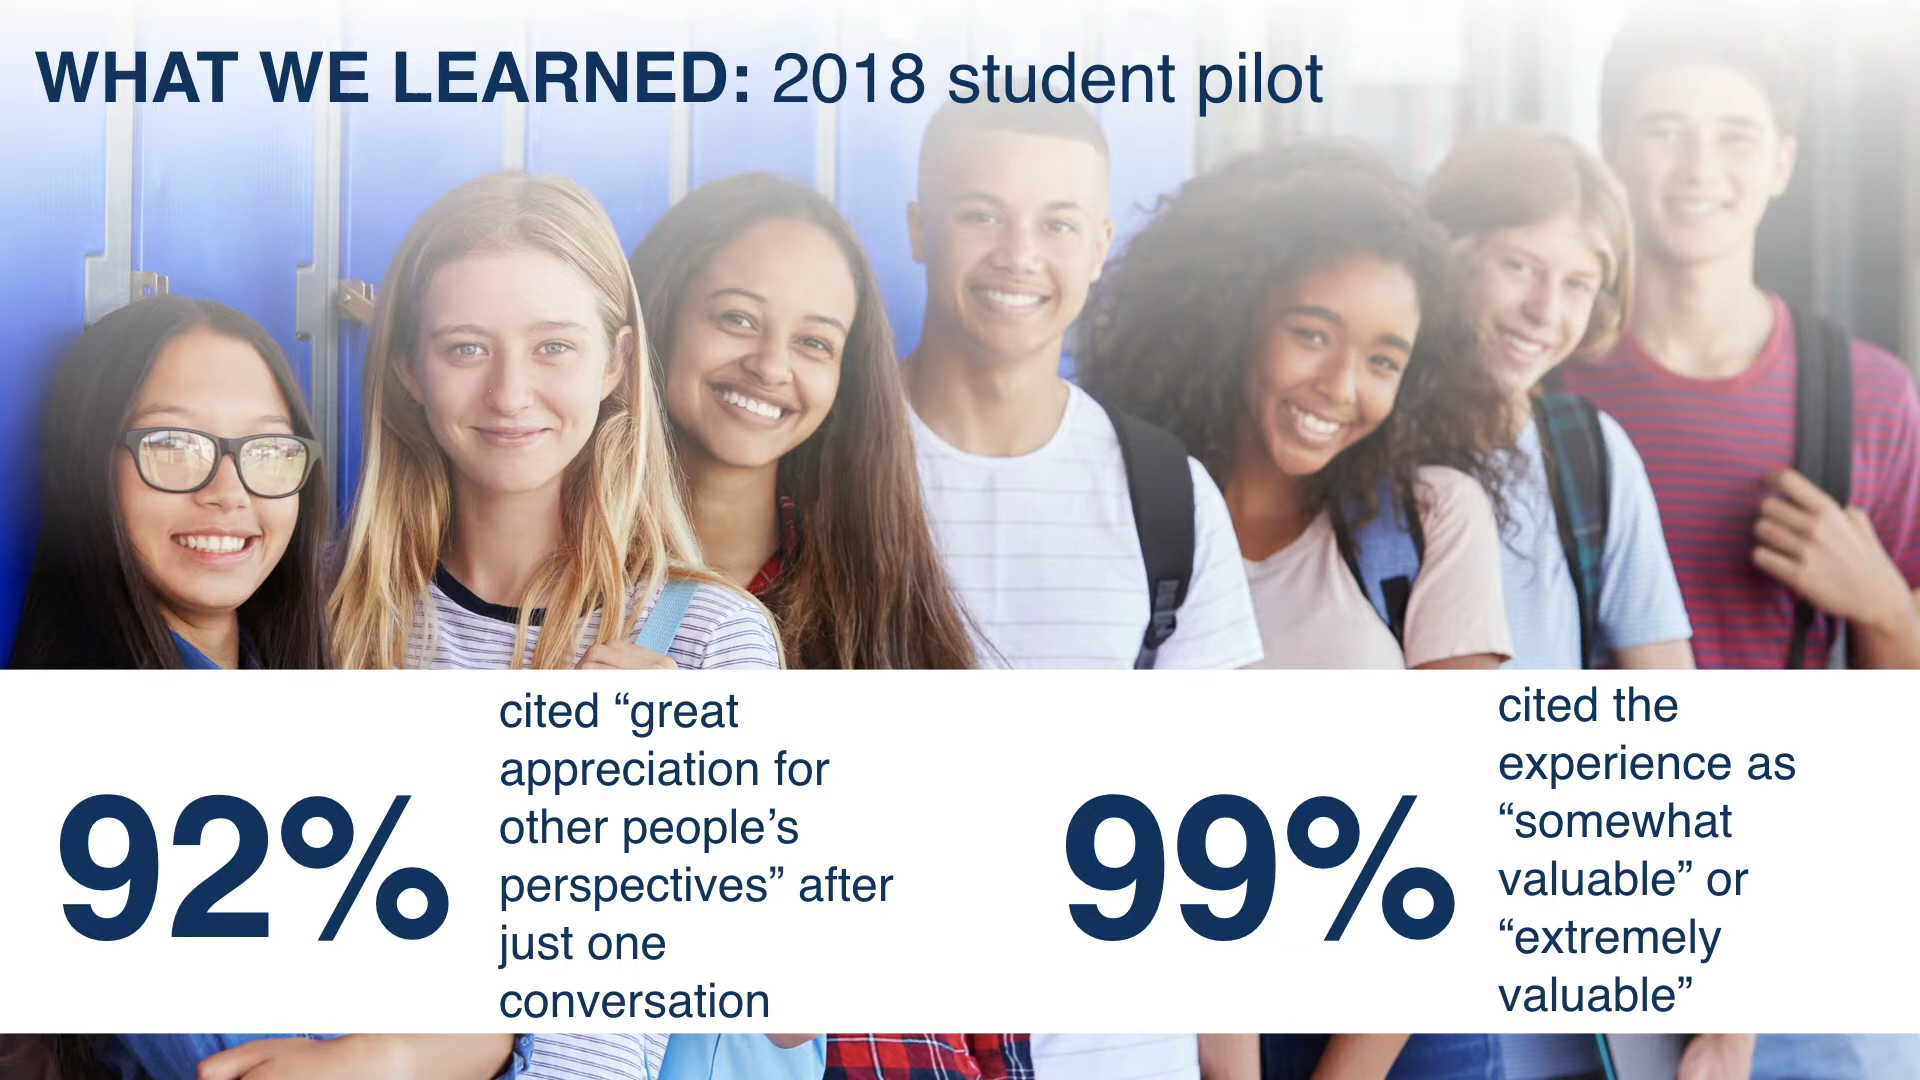 WHAT WE LEARNED: 2018 student pilot
92%
cited “great
appreciation for
other people’s
perspectives” after
just one
conversation
99%
cited the
experience as
“somewhat
valuable” or
“extremely
valuable”